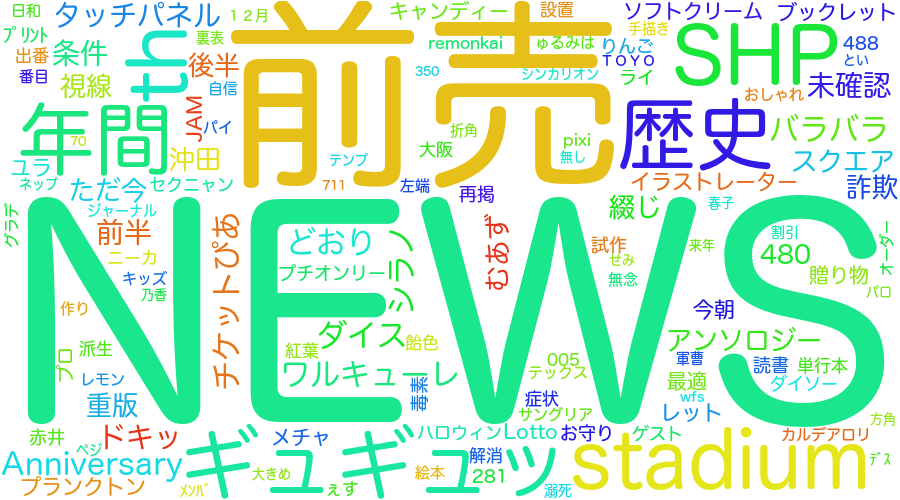 日和
タッチパネル
12月
キャンディー
設置
ソフトクリーム
ブックレット
プリント
条件
th
裏表
前売
remonkai
ゅるみは
手描き
りんご
SHP
488
とい
出番
番目
視線
後半
自信
350
シンカリオン
TOYO
ライ
未確認
年間
JAM
パイ
折角
pixi
歴史
おしゃれ
バラバラ
70
沖田
テンプ
大阪
無し
スクエア
ユラ
ネップ
ただ今
セクニャン
711
左端
再掲
イラストレーター
詐欺
グラデ
ジャーナル
前半
チケットぴあ
どおり
シラノ
むあず
綴じ
春子
割引
オーダー
ニーカ
キッズ
乃香
プチオンリー
試作
せみ
無念
来年
480
贈り物
パロ
NEWS
作り
ダイス
今朝
プロ
派生
紅葉
飴色
005
アンソロジー
レモン
重版
ワルキューレ
毒素
テックス
症状
サングリア
最適
軍曹
wfs
読書
単行本
ダイソー
赤井
ペジ
ドキッ
メチャ
ハロウィン
Lotto
お守り
ゲスト
レット
カルデアロリ
方角
Anniversary
ギュギュッ
解消
281
stadium
デス
プランクトン
メンバ
大きめ
ぇす
絵本
溺死